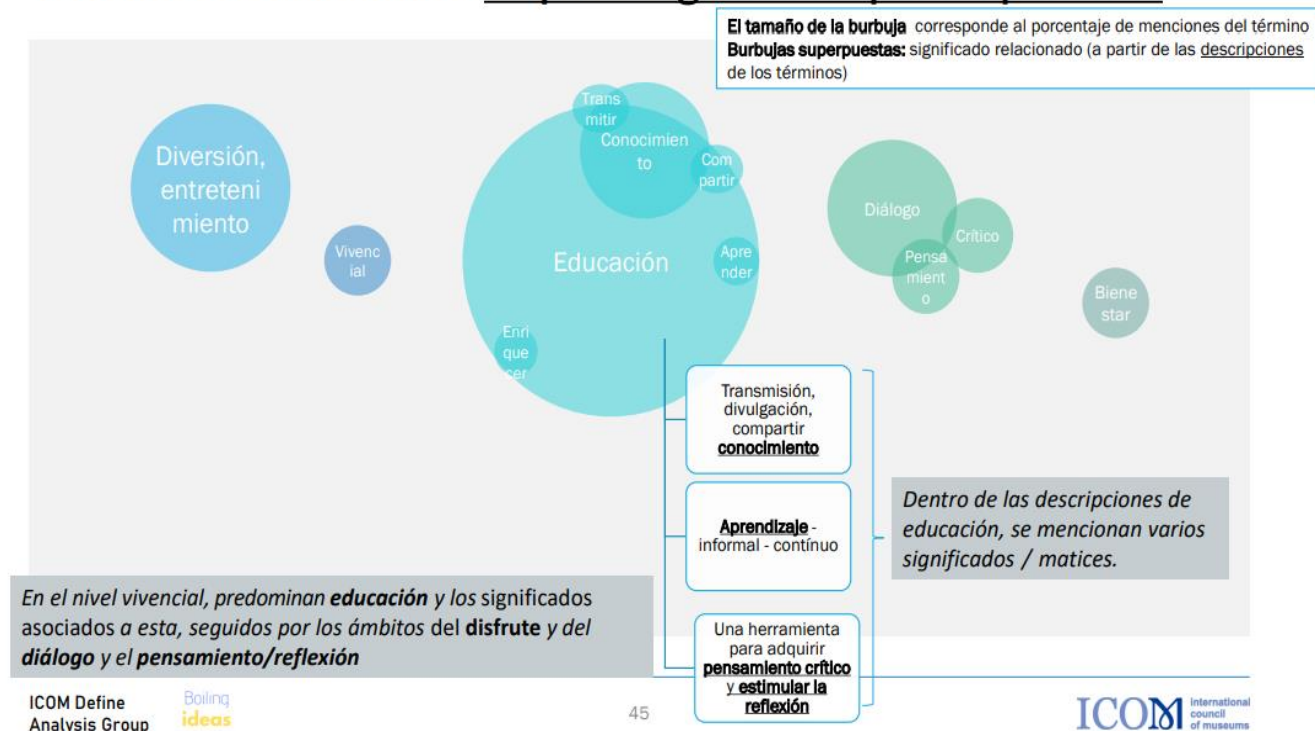 El tamaño de la burbuja corresponde al porcentaje de menciones del término
Burbujas superpuestas: significado relacionado (a partir de las descripciones
de los términos)
Diversión,
entreteni
miento
Vivenc
ial
Trans
mitir
Conocimien
to
Com
partir
Educación
Apre
nder
Enri
que
cer
Diálogo
Crítico
Pensa
mient
o
Biene
star
Transmisión,
divulgación,
compartir
conocimiento
Aprendizaje -
informal - contínuo
Una herramienta
para adquirir
pensamiento crítico
y estimular la
reflexión
Dentro de las descripciones de
educación, se mencionan varios
significados / matices.
En el nivel vivencial, predominan educación y los significados
asociados a esta, seguidos por los ámbitos del disfrute y del
diálogo y el pensamiento/reflexión
ICOM Define
Analysis Group
Boiling
ideas
45
ICOM international
council
of museums